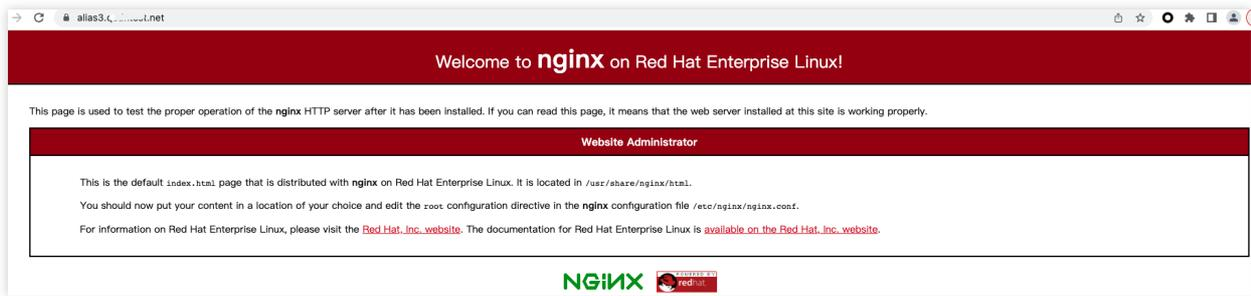 alias3.
.net
Welcome to nginx on Red Hat Enterprise Linux!
This page is used to test the proper operation of the nginx HTTP server after it has been installed. If you can read this page, it means that the web server installed at this site is working properly.
Website Administrator
This is the default index.html page that is distributed with nginx on Red Hat Enterprise Linux. It is located in /usr/share/nginx/html.
You should now put your content in a location of your choice and edit the root configuration directive in the nginx configuration file /etc/nginx/nginx.conf.
For information on Red Hat Enterprise Linux, please visit the Red Hat, Inc. website. The documentation for Red Hat Enterprise Linux is available on the Red Hat, Inc. website.
NGINX
POWERED BY
redhat